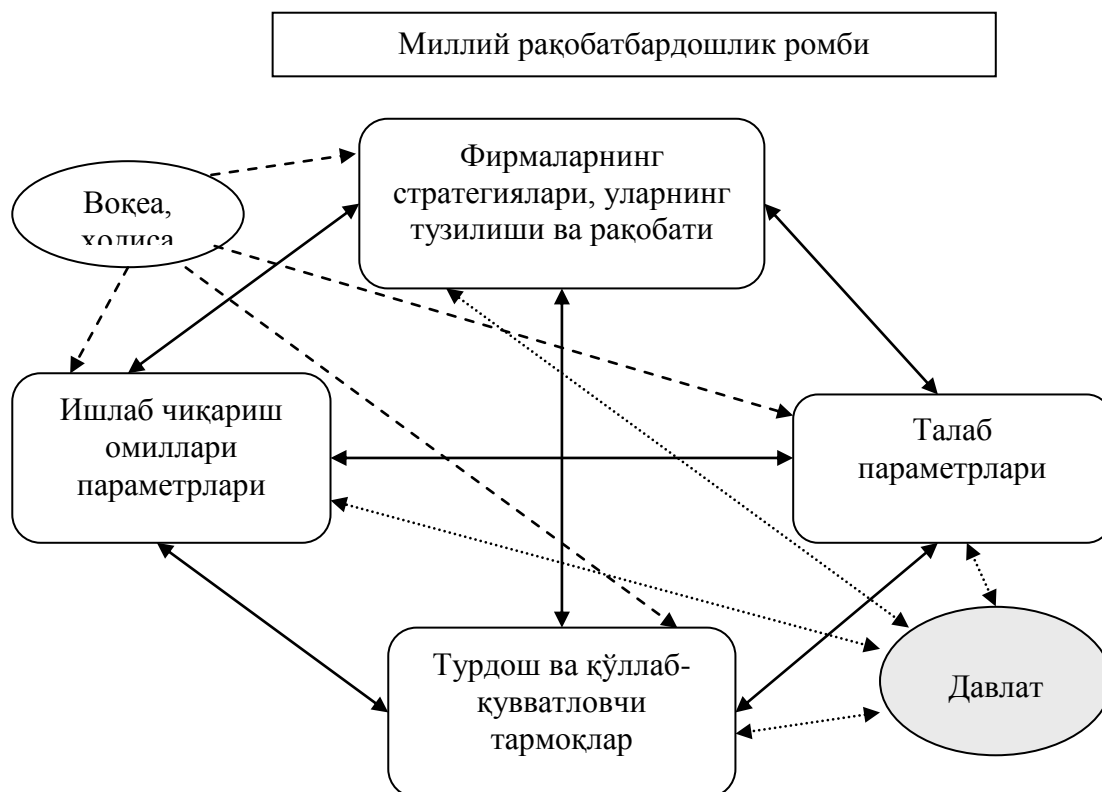 Миллий рақобатбардошлик ромби
Фирмаларнинг
стратегиялари, уларнинг
тузилиши ва рақобати
Воқеа,
ҳодиса
Ишлаб чиқариш
омиллари
параметрлари
Талаб
параметрлари
Турдош ва қўллаб-
қувватловчи
тармоқлар
Давлат